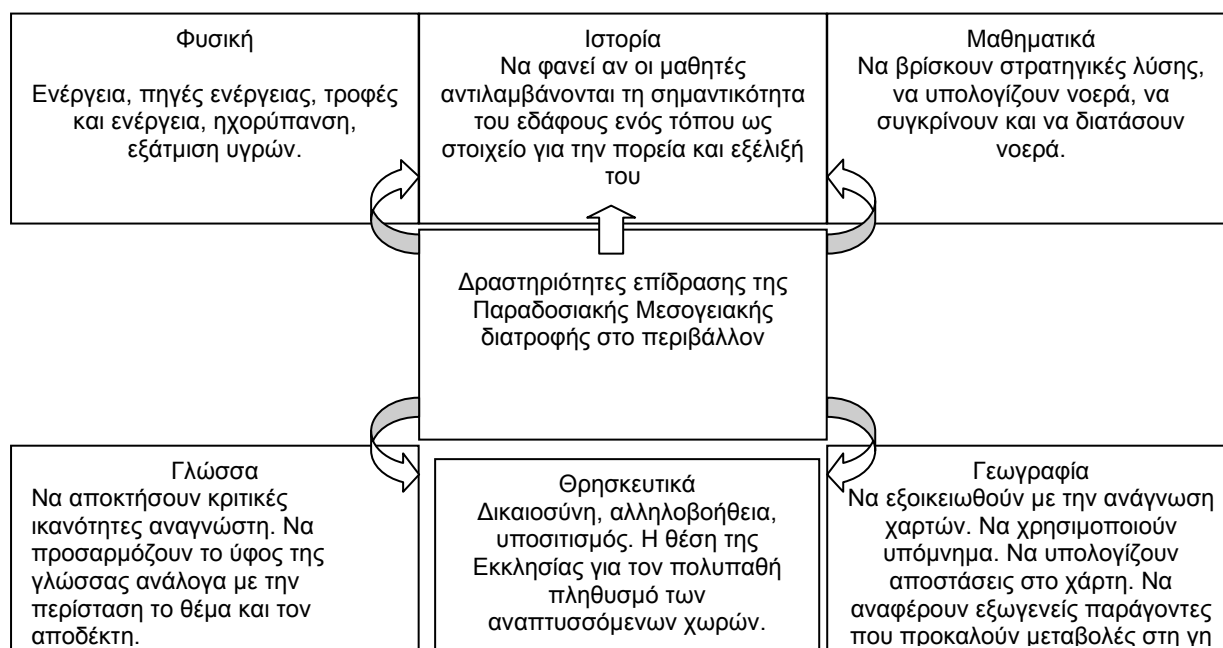 Φυσική
Ενέργεια, πηγές ενέργειας, τροφές
και ενέργεια, ηχορύπανση,
εξάτμιση υγρών.
Ιστορία
Να φανεί αν οι μαθητές
αντιλαμβάνονται τη σημαντικότητα
του εδάφους ενός τόπου ως
στοιχείο για την πορεία και εξέλιξή
του
Μαθηματικά
Να βρίσκουν στρατηγικές λύσης,
να υπολογίζουν νοερά, να
συγκρίνουν και να διατάσουν
νοερά.
Δραστηριότητες επίδρασης της
Παραδοσιακής Μεσογειακής
διατροφής στο περιβάλλον
Γλώσσα
Να αποκτήσουν κριτικές
ικανότητες αναγνώστη. Να
προσαρμόζουν το ύφος της
γλώσσας ανάλογα με την
περίσταση το θέμα και τον
αποδέκτη.
Θρησκευτικά
Δικαιοσύνη, αλληλοβοήθεια,
υποσιτισμός. Η θέση της
Εκκλησίας για τον πολυπαθή
πληθυσμό των
αναπτυσσόμενων χωρών.
Γεωγραφία
Να εξοικειωθούν με την ανάγνωση
χαρτών. Να χρησιμοποιούν
υπόμνημα. Να υπολογίζουν
αποστάσεις στο χάρτη. Να
αναφέρουν εξωγενείς παράγοντες
που προκαλούν μεταβολές στη γη